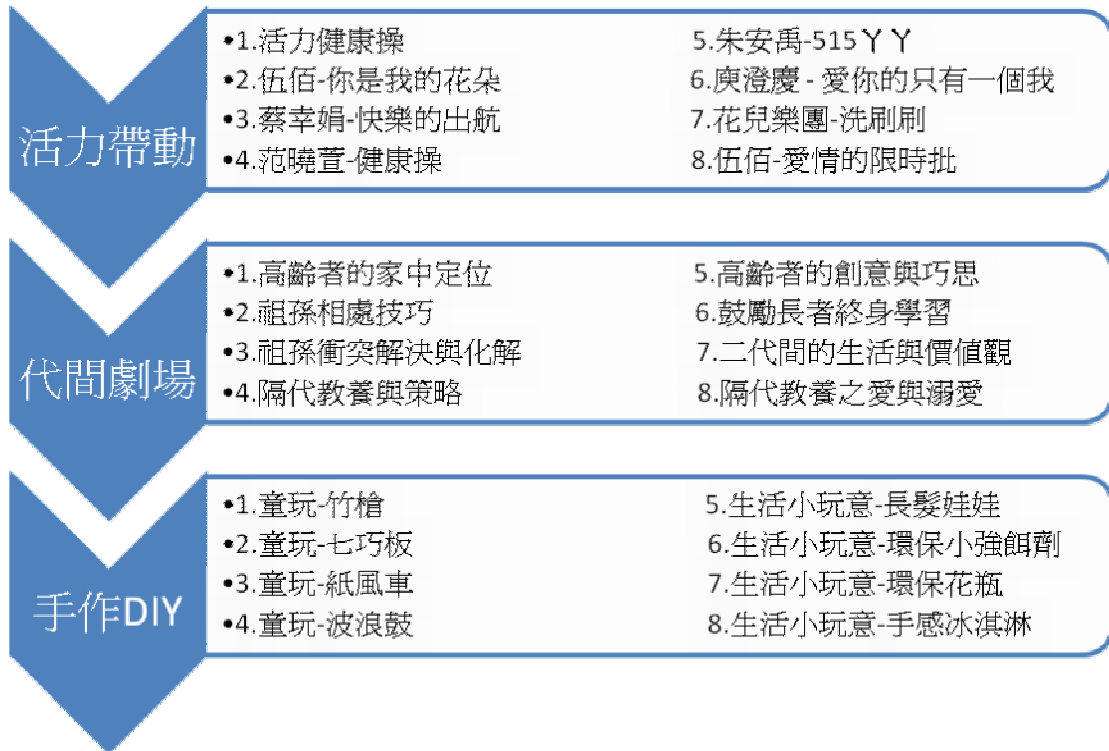 活力帶動
•1.活力健康操 5.朱安禹-515丫丫
•2.伍佰-你是我的花朵 6.庾澄慶 - 愛你的只有一個我
•3.蔡幸娟-快樂的出航 7.花兒樂團-洗刷刷
•4.范曉萱-健康操 8.伍佰-愛情的限時批
代間劇場
•1.高齡者的家中定位 5.高齡者的創意與巧思
•2.祖孫相處技巧 6.鼓勵長者終身學習
•3.祖孫衝突解決與化解 7.二代間的生活與價值觀
•4.隔代教養與策略 8.隔代教養之愛與溺愛
手作DIY
•1.童玩-竹槍 5.生活小玩意-長髮娃娃
•2.童玩-七巧板 6.生活小玩意-環保小強餌劑
•3.童玩-紙風車 7.生活小玩意-環保花瓶
•4.童玩-波浪鼓 8.生活小玩意-手感冰淇淋